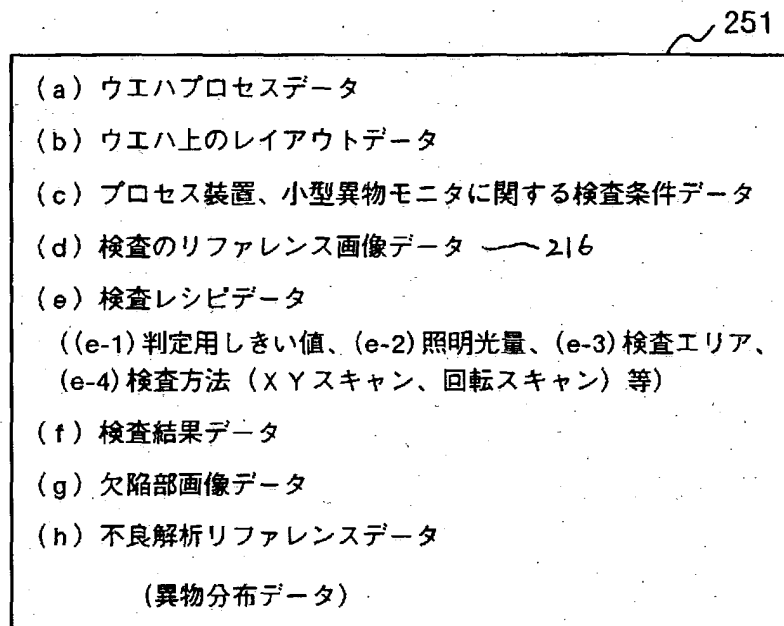 251
(a) ウエハプロセスデータ
(b) ウエハ上のレイアウトデータ
(c) プロセス装置、小型異物モニタに関する検査条件データ
(d) 検査のリファレンス画像データ 216
(e) 検査レシピデータ
((e-1) 判定用しきい値、(e-2) 照明光量、(e-3) 検査エリア、
(e-4) 検査方法 (XYスキャン、回転スキャン) 等)
(f) 検査結果データ
(g) 欠陥部画像データ
(h) 不良解析リファレンスデータ
(異物分布データ)